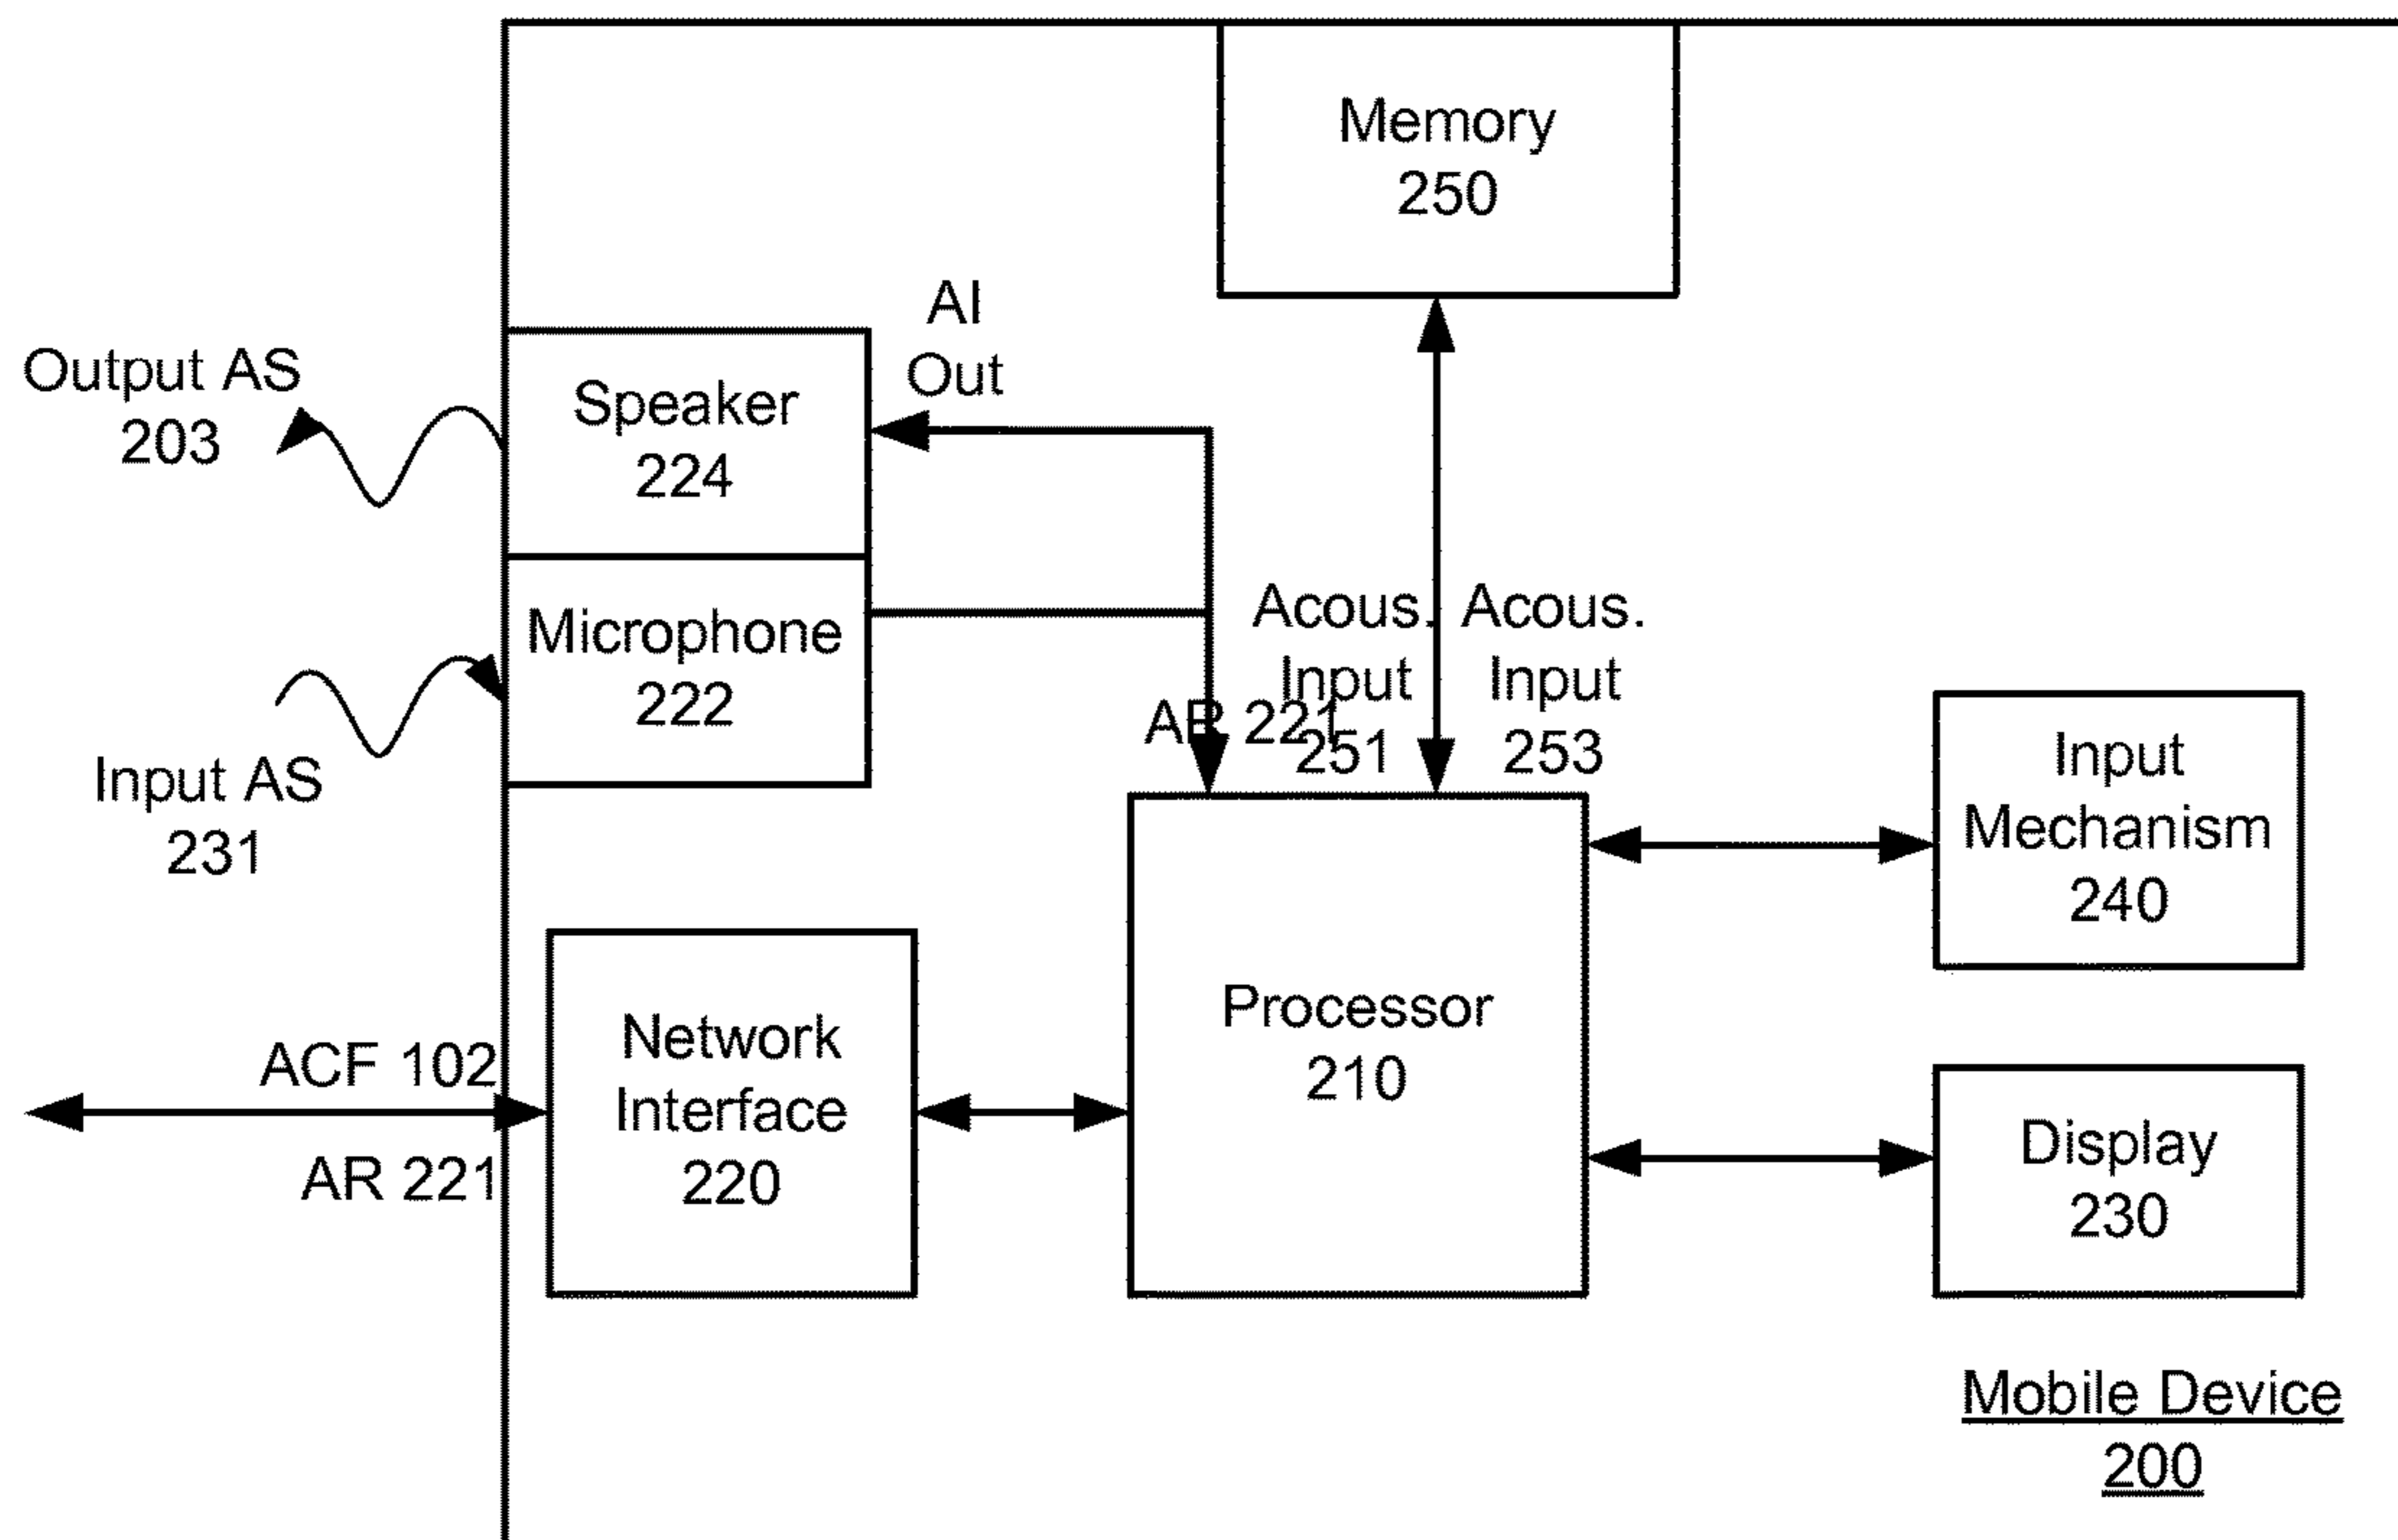 Memory
250
AI
Out
Output AS
203
Speaker
224
Microphone
222
Input AS
231
Acous.
Input
251
Acous.
Input
253
AR 221
Input
Mechanism
240
Network
Interface
220
ACF 102
AR 221
Processor
210
Display
230
Mobile Device
200